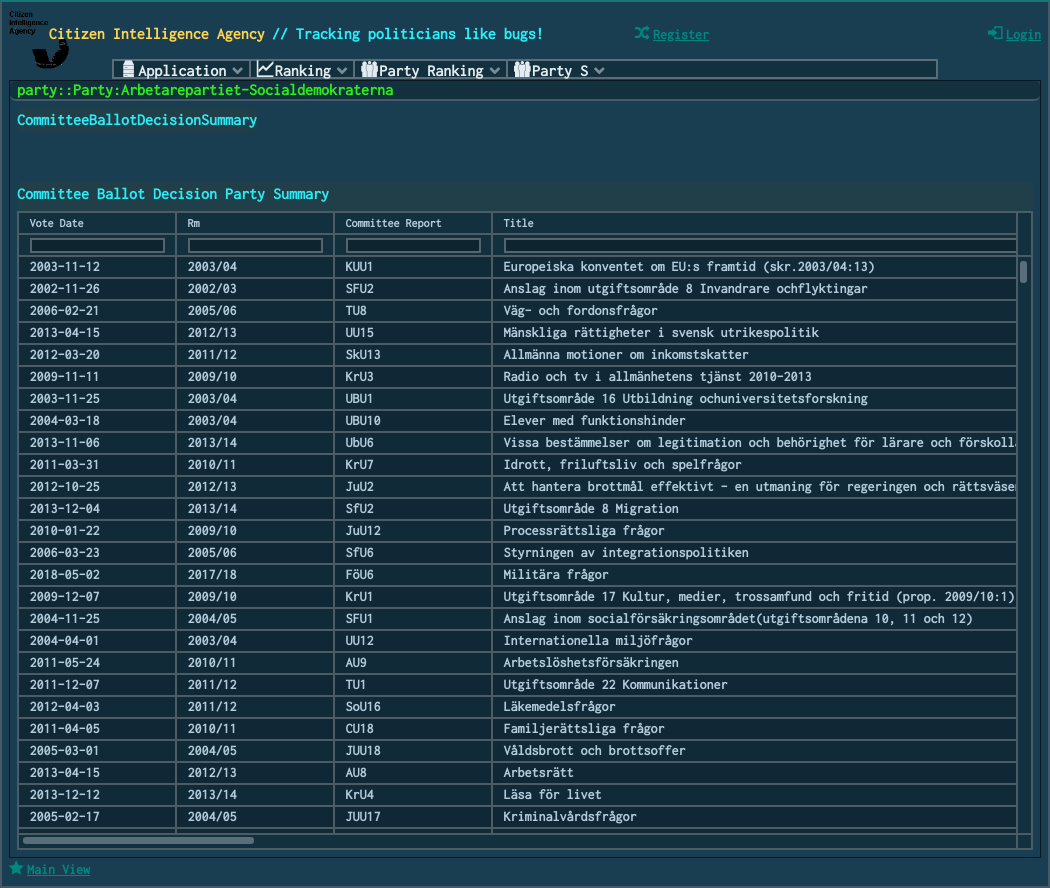 Citizen
Intelligence
Agency
Citizen Intelligence Agency // Tracking politicians like bugs!
Register
Login
Application
Ranking
Party Ranking
Party S
party::Party:Arbetarepartiet-Socialdemokraterna
CommitteeBallotDecisionSummary
Committee Ballot Decision Party Summary
Vote Date Rm Committee Report Title
2003-11-12 2003/04 KUU1 Europeiska konventet om EU:s framtid (skr.2003/04:13)
2002-11-26 2002/03 SFU2 Anslag inom utgiftsområde 8 Invandrare ochflyktingar
2006-02-21 2005/06 TU8 Väg- och fordonsfrågor
2013-04-15 2012/13 UU15 Mänskliga rättigheter i svensk utrikespolitik
2012-03-20 2011/12 SkU13 Allmänna motioner om inkomstskatter
2009-11-11 2009/10 KrU3 Radio och tv i allmänhetens tjänst 2010-2013
2003-11-25 2003/04 UBU1 Utgiftsområde 16 Utbildning ochuniversitetsforskning
2004-03-18 2003/04 UBU10 Elever med funktionshinder
2013-11-06 2013/14 UbU6 Vissa bestämmelser om legitimation och behörighet för lärare och förskoll
2011-03-31 2010/11 KrU7 Idrott, friluftsliv och spelfrågor
2012-10-25 2012/13 JuU2 Att hantera brottmål effektivt - en utmaning för regeringen och rättsväse
2013-12-04 2013/14 SfU2 Utgiftsområde 8 Migration
2010-01-22 2009/10 JuU12 Processrättsliga frågor
2006-03-23 2005/06 SfU6 Styrningen av integrationspolitiken
2018-05-02 2017/18 FöU6 Militära frågor
2009-12-07 2009/10 KrU1 Utgiftsområde 17 Kultur, medier, trossamfund och fritid (prop. 2009/10:1)
2004-11-25 2004/05 SFU1 Anslag inom socialförsäkringsområdet(utgiftsområdena 10, 11 och 12)
2004-04-01 2003/04 UU12 Internationella miljöfrågor
2011-05-24 2010/11 AU9 Arbetslöshetsförsäkringen
2011-12-07 2011/12 TU1 Utgiftsområde 22 Kommunikationer
2012-04-03 2011/12 SoU16 Läkemedelsfrågor
2011-04-05 2010/11 CU18 Familjerättsliga frågor
2005-03-01 2004/05 JUU18 Våldsbrott och brottsoffer
2013-04-15 2012/13 AU8 Arbetsrätt
2013-12-12 2013/14 KrU4 Läsa för livet
2005-02-17 2004/05 JUU17 Kriminalvårdsfrågor
Main View